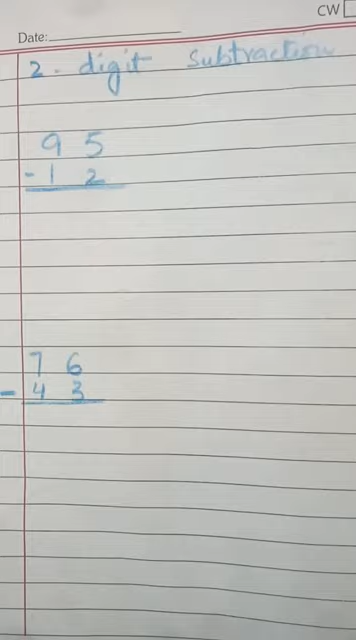 CW
Date:
2. digit subtraction
9 5
- 1 2
7 6
- 4 3